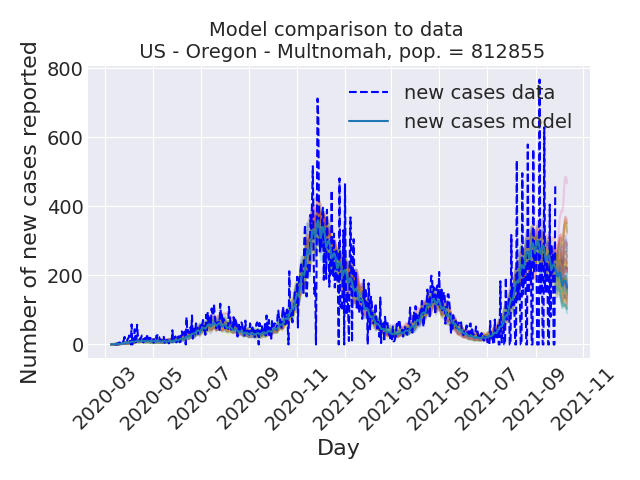 Model comparison to data
US - Oregon - Multnomah, pop. = 812855
Number of new cases reported
800
600
400
200
0
new cases data
new cases model
2020-03
2020-05
2020-07
2020-09
2020-11
2021-01
2021-03
2021-05
2021-07
2021-09
2021-11
Day